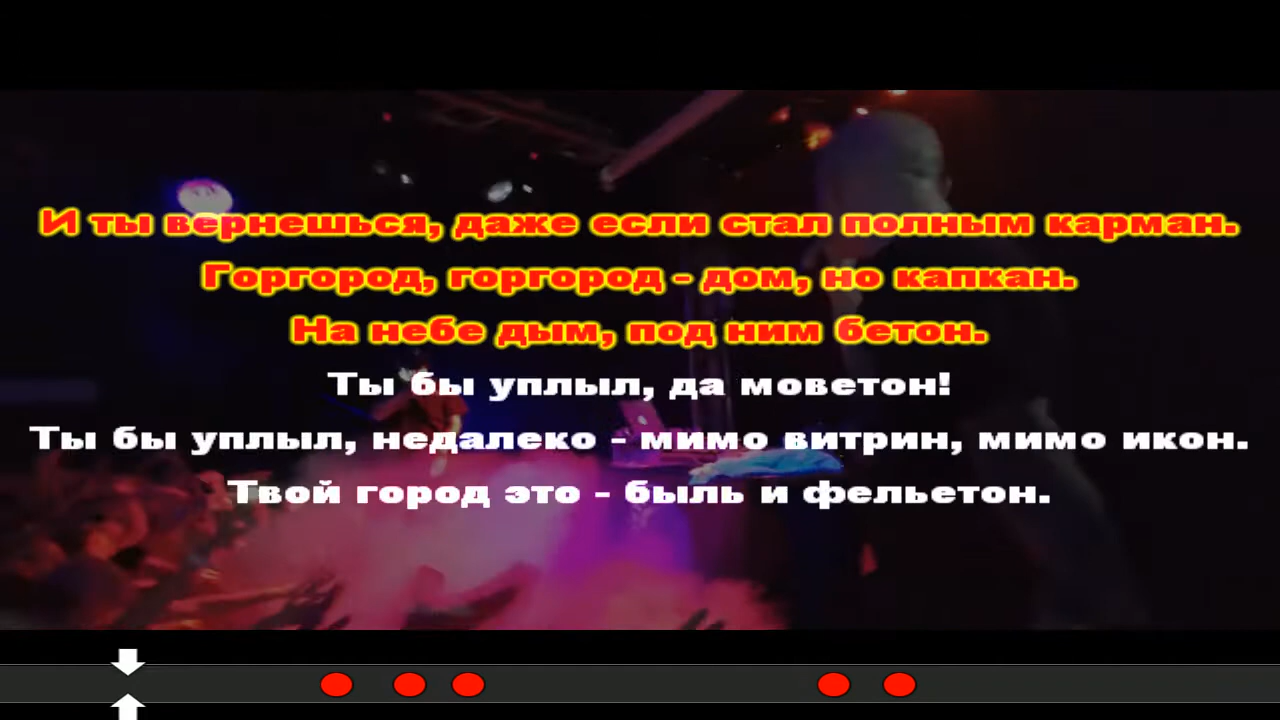 И ты вернешься, даже если стал полным карман.
Горгород, горгород - дом, но капкан.
На небе дым, под ним бетон.
Ты бы уплыл, да моветон!
Ты бы уплыл, недалеко - мимо витрин, мимо икон.
Твой город это - быль и фельетон.